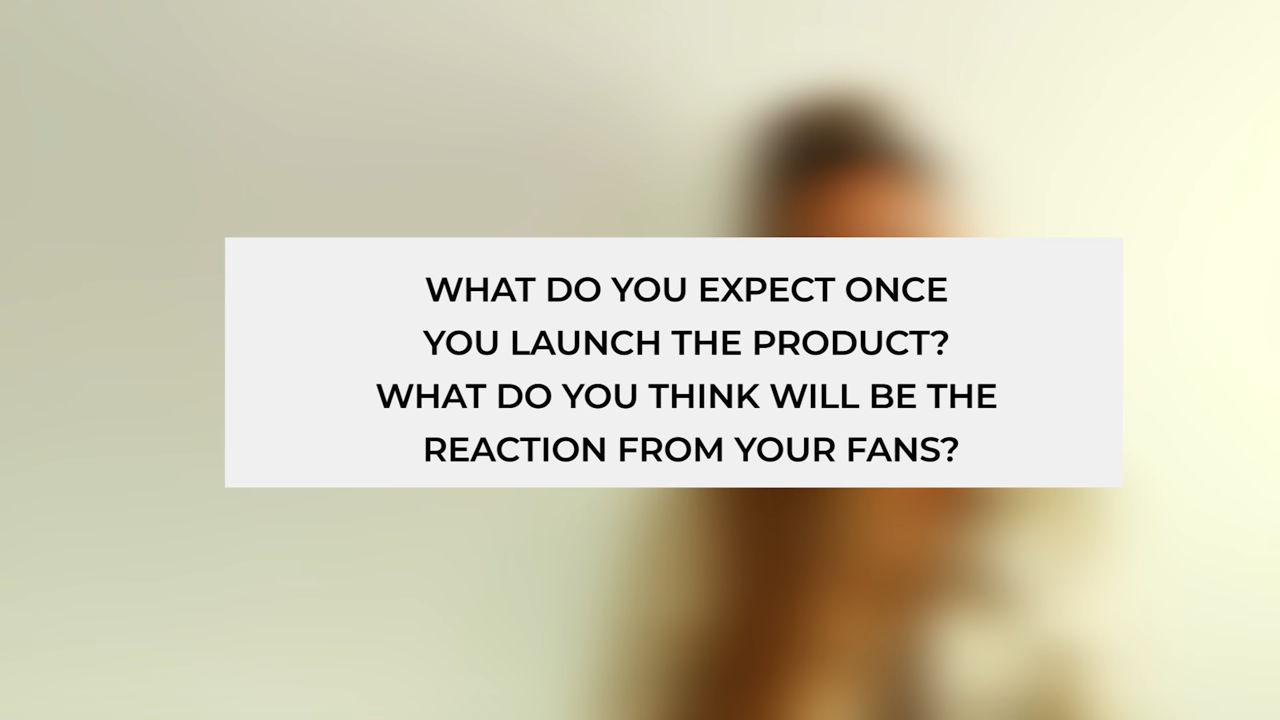 WHAT DO YOU EXPECT ONCE
YOU LAUNCH THE PRODUCT?
WHAT DO YOU THINK WILL BE THE
REACTION FROM YOUR FANS?